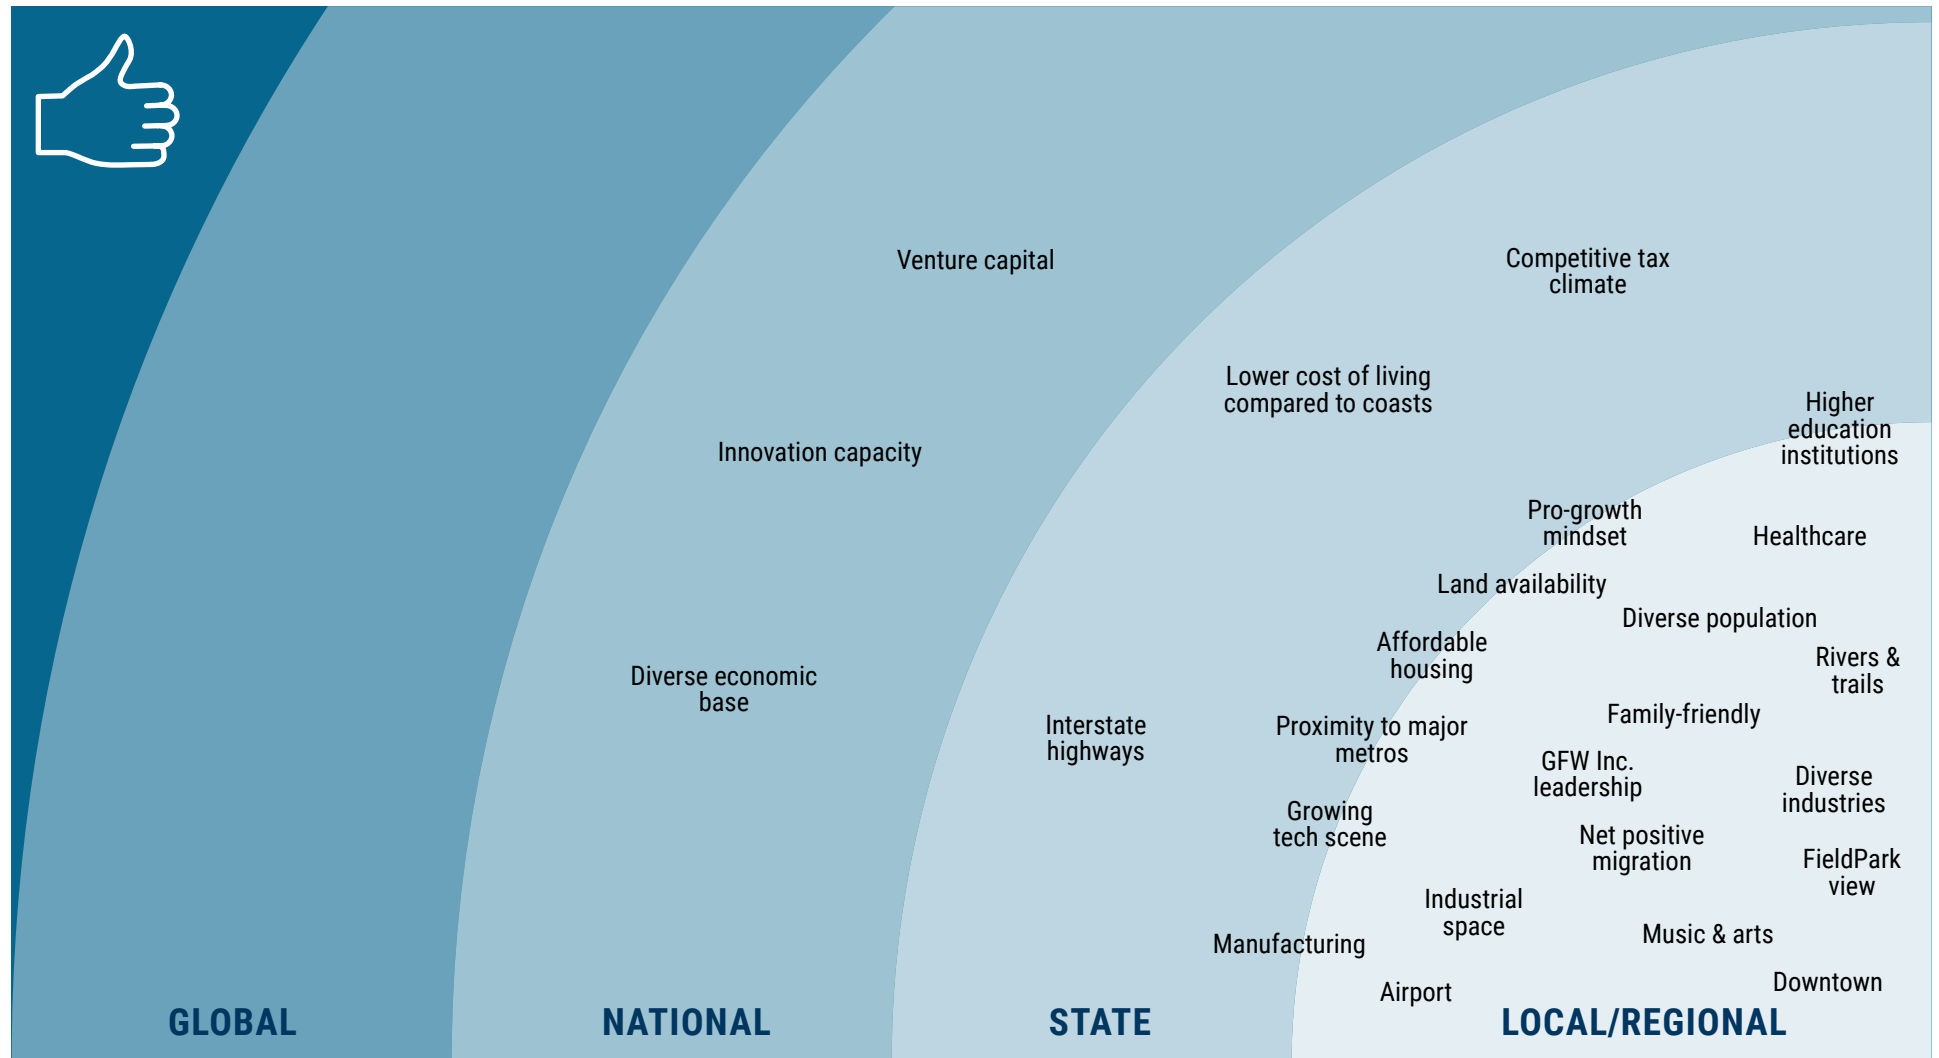 Venture capital
Competitive tax
climate
Lower cost of living
compared to coasts
Higher
education
institutions
Innovation capacity
Pro-growth
mindset
Healthcare
Land availability
Diverse population
Affordable
housing
Rivers &
trails
Diverse economic
base
Family-friendly
Interstate
highways
Proximity to major
metros
GFW Inc.
leadership
Diverse
industries
Growing
tech scene
Net positive
migration
FieldPark
view
Industrial
space
Music & arts
Manufacturing
Downtown
Airport
GLOBAL
NATIONAL
STATE
LOCAL/REGIONAL